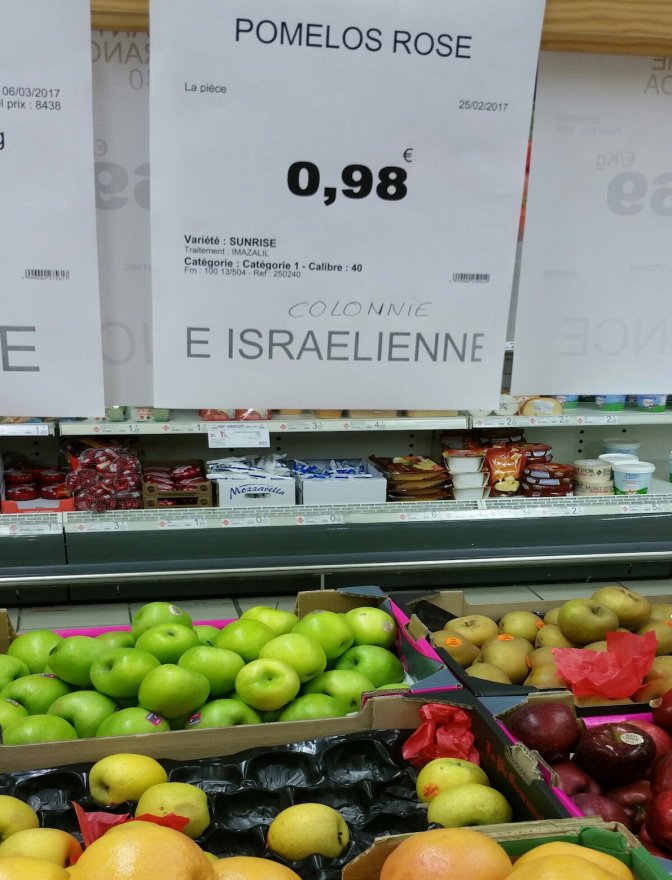 POMELOS ROSE
La pièce
25/02/2017
€
0,98
Variété : SUNRISE
Traitement : IMAZALIL
Catégorie : Catégorie 1 - Calibre : 40
Fm : 100 13/504 - Ref : 250240
COLONNIE
E ISRAELIENNE
06/03/2017
el prix : 8438
g
E
Mozzarella